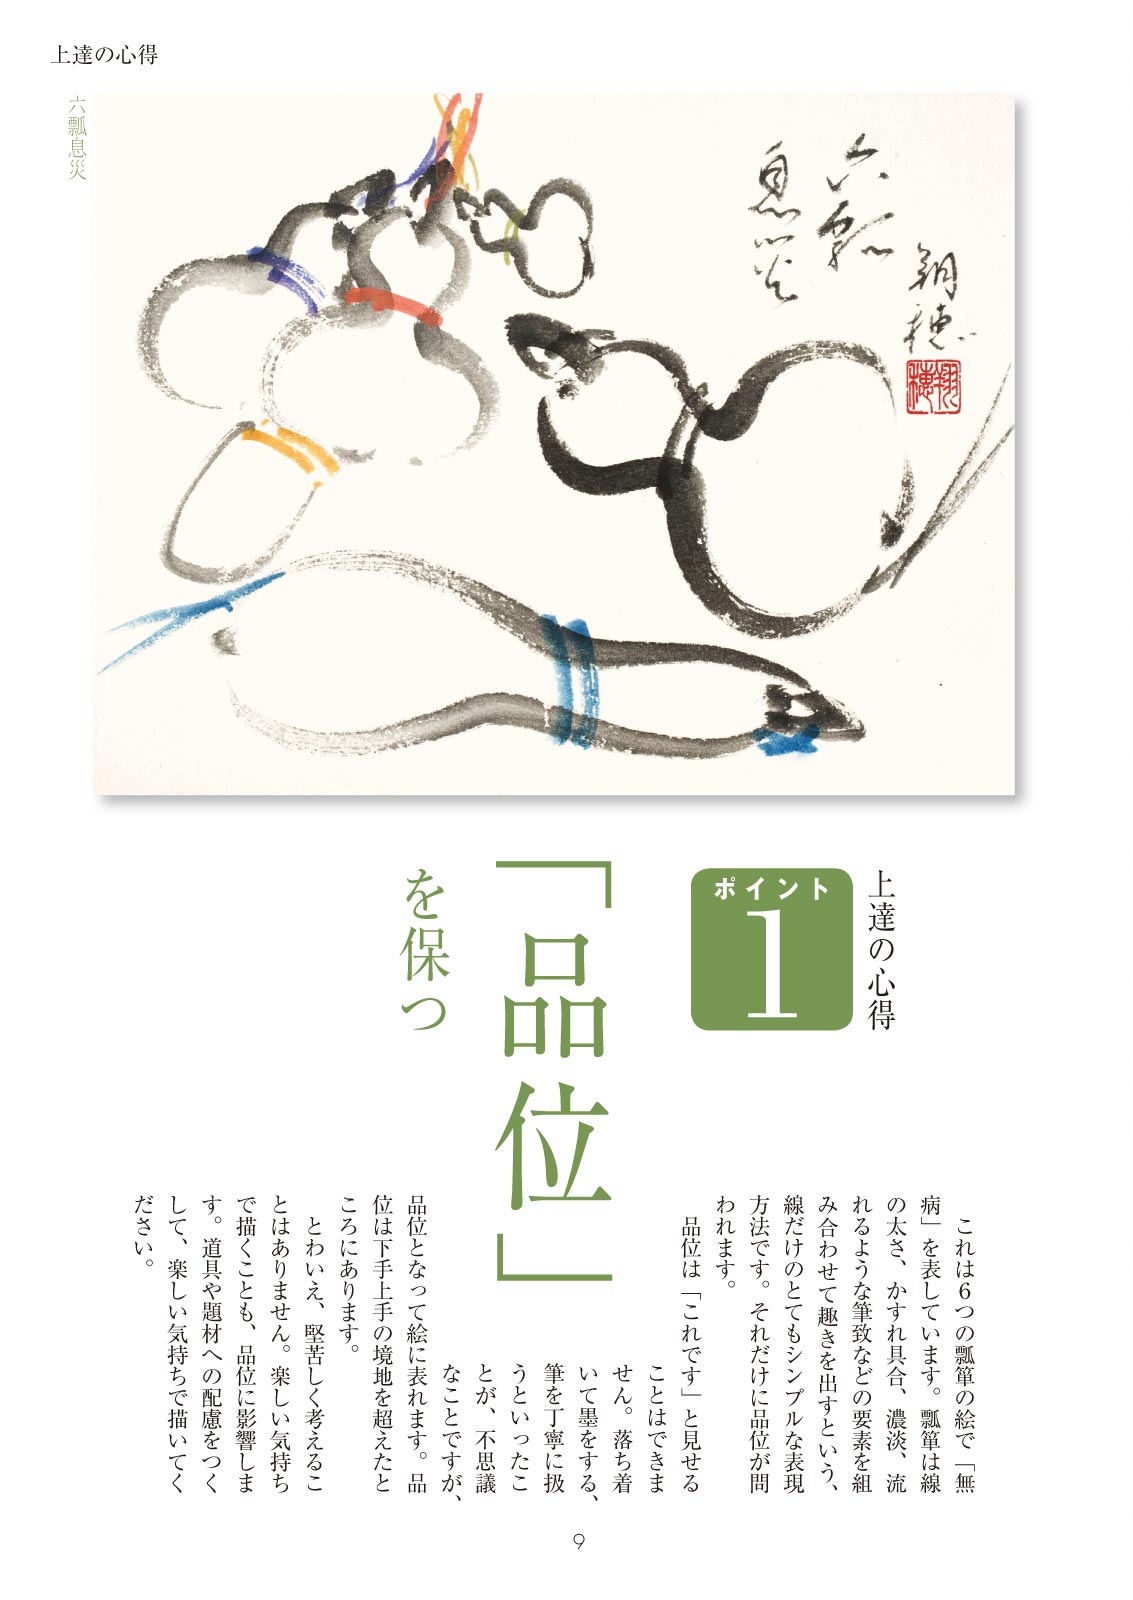 上達の心得
六瓢息災
六瓢
息災
翔穂
翔穂
上達の心得
ポイント
1
「品位」
を保つ
これは６つの瓢箪の絵で「無
病」を表しています。瓢箪は線
の太さ、かすれ具合、濃淡、流
れるような筆致などの要素を組
み合わせて趣きを出すという、
線だけのとてもシンプルな表現
方法です。それだけに品位が問
われます。
品位は「これです」と見せる
ことはできま
せん。落ち着
いて墨をする、
筆を丁寧に扱
うといったこ
とが、不思議
なことですが、
品位となって絵に表れます。品
位は下手上手の境地を超えたと
ころにあります。
とわいえ、堅苦しく考えるこ
とはありません。楽しい気持ち
で描くことも、品位に影響しま
す。道具や題材への配慮をつく
して、楽しい気持ちで描いてく
ださい。
9